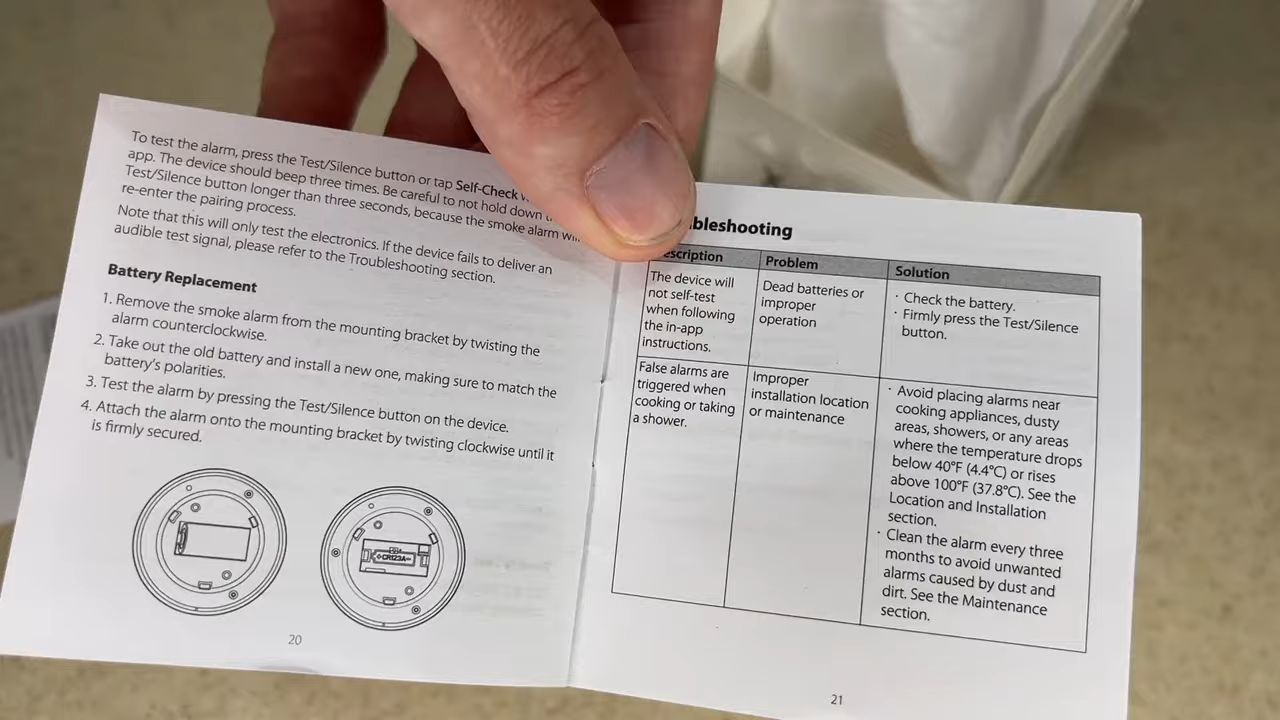 To test the alarm, press the Test/Silence button or tap Self-Check
app. The device should beep three times. Be careful to not hold down
Test/Silence button longer than three seconds, because the smoke alarm
re-enter the pairing process.
Note that this will only test the electronics. If the device fails to deliver an
audible test signal, please refer to the Troubleshooting section.
Battery Replacement
1. Remove the smoke alarm from the mounting bracket by twisting the
alarm counterclockwise.
2. Take out the old battery and install a new one, making sure to match the
battery's polarities.
3. Test the alarm by pressing the Test/Silence button on the device.
4. Attach the alarm onto the mounting bracket by twisting clockwise until it
is firmly secured.
CR123A
20
bleshooting
scription
Problem
Solution
The device will
not self-test
when following
the in-app
instructions.
Dead batteries or
improper
operation
· Check the battery.
· Firmly press the Test/Silence
button.
False alarms are
triggered when
cooking or taking
a shower.
Improper
installation location
or maintenance
· Avoid placing alarms near
cooking appliances, dusty
areas, showers, or any areas
where the temperature drops
below 40°F (4.4°C) or rises
above 100°F (37.8°C). See the
Location and Installation
section.
· Clean the alarm every three
months to avoid unwanted
alarms caused by dust and
dirt. See the Maintenance
section.
21